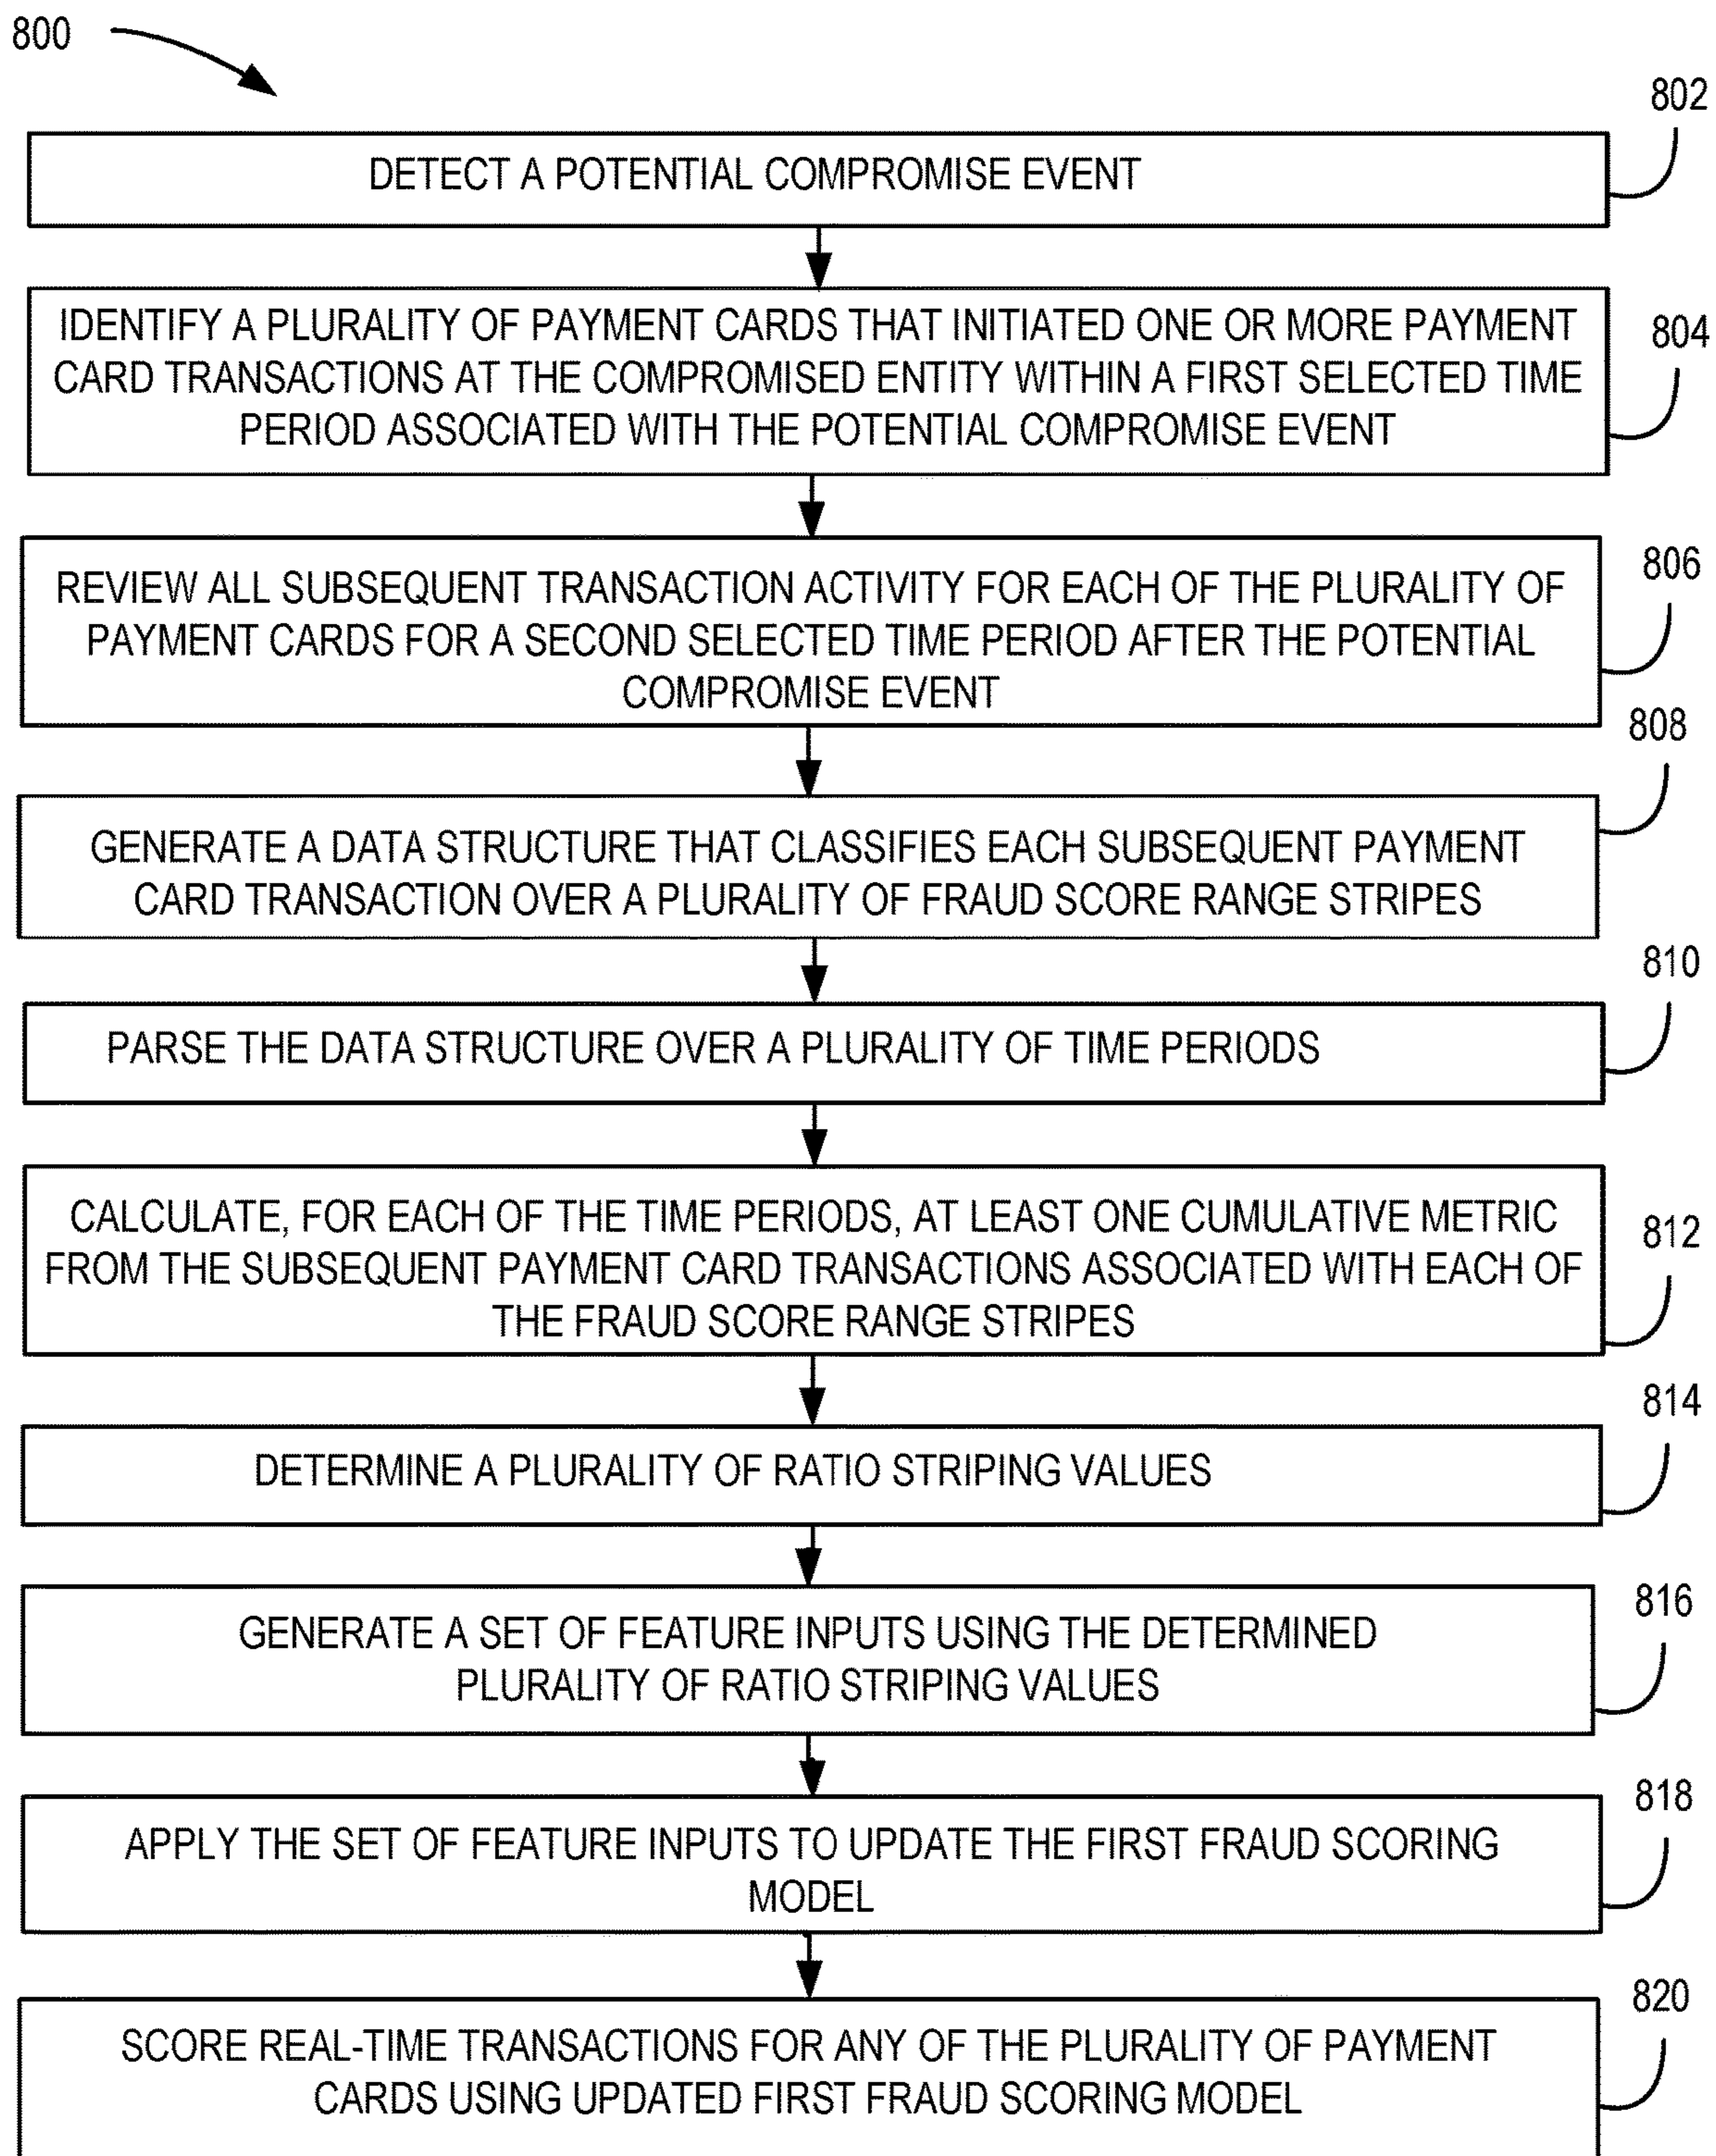 800
802
DETECT A POTENTIAL COMPROMISE EVENT
IDENTIFY A PLURALITY OF PAYMENT CARDS THAT INITIATED ONE OR MORE PAYMENT
804
CARD TRANSACTIONS AT THE COMPROMISED ENTITY WITHIN A FIRST SELECTED TIME
PERIOD ASSOCIATED WITH THE POTENTIAL COMPROMISE EVENT
806
REVIEW ALL SUBSEQUENT TRANSACTION ACTIVITY FOR EACH OF THE PLURALITY OF
PAYMENT CARDS FOR A SECOND SELECTED TIME PERIOD AFTER THE POTENTIAL
COMPROMISE EVENT
808
GENERATE A DATA STRUCTURE THAT CLASSIFIES EACH SUBSEQUENT PAYMENT
CARD TRANSACTION OVER A PLURALITY OF FRAUD SCORE RANGE STRIPES
810
PARSE THE DATA STRUCTURE OVER A PLURALITY OF TIME PERIODS
CALCULATE, FOR EACH OF THE TIME PERIODS, AT LEAST ONE CUMULATIVE METRIC
812
FROM THE SUBSEQUENT PAYMENT CARD TRANSACTIONS ASSOCIATED WITH EACH OF
THE FRAUD SCORE RANGE STRIPES
814
DETERMINE A PLURALITY OF RATIO STRIPING VALUES
816
GENERATE A SET OF FEATURE INPUTS USING THE DETERMINED
PLURALITY OF RATIO STRIPING VALUES
818
APPLY THE SET OF FEATURE INPUTS TO UPDATE THE FIRST FRAUD SCORING
MODEL
820
SCORE REAL-TIME TRANSACTIONS FOR ANY OF THE PLURALITY OF PAYMENT
CARDS USING UPDATED FIRST FRAUD SCORING MODEL